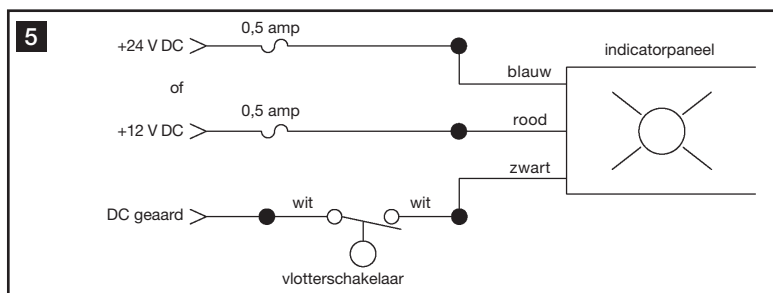 5
0,5 amp
+24 V DC
indicatorpaneel
blauw
of
0,5 amp
+12 V DC
rood
zwart
DC geaard
wit
wit
vlotterschakelaar